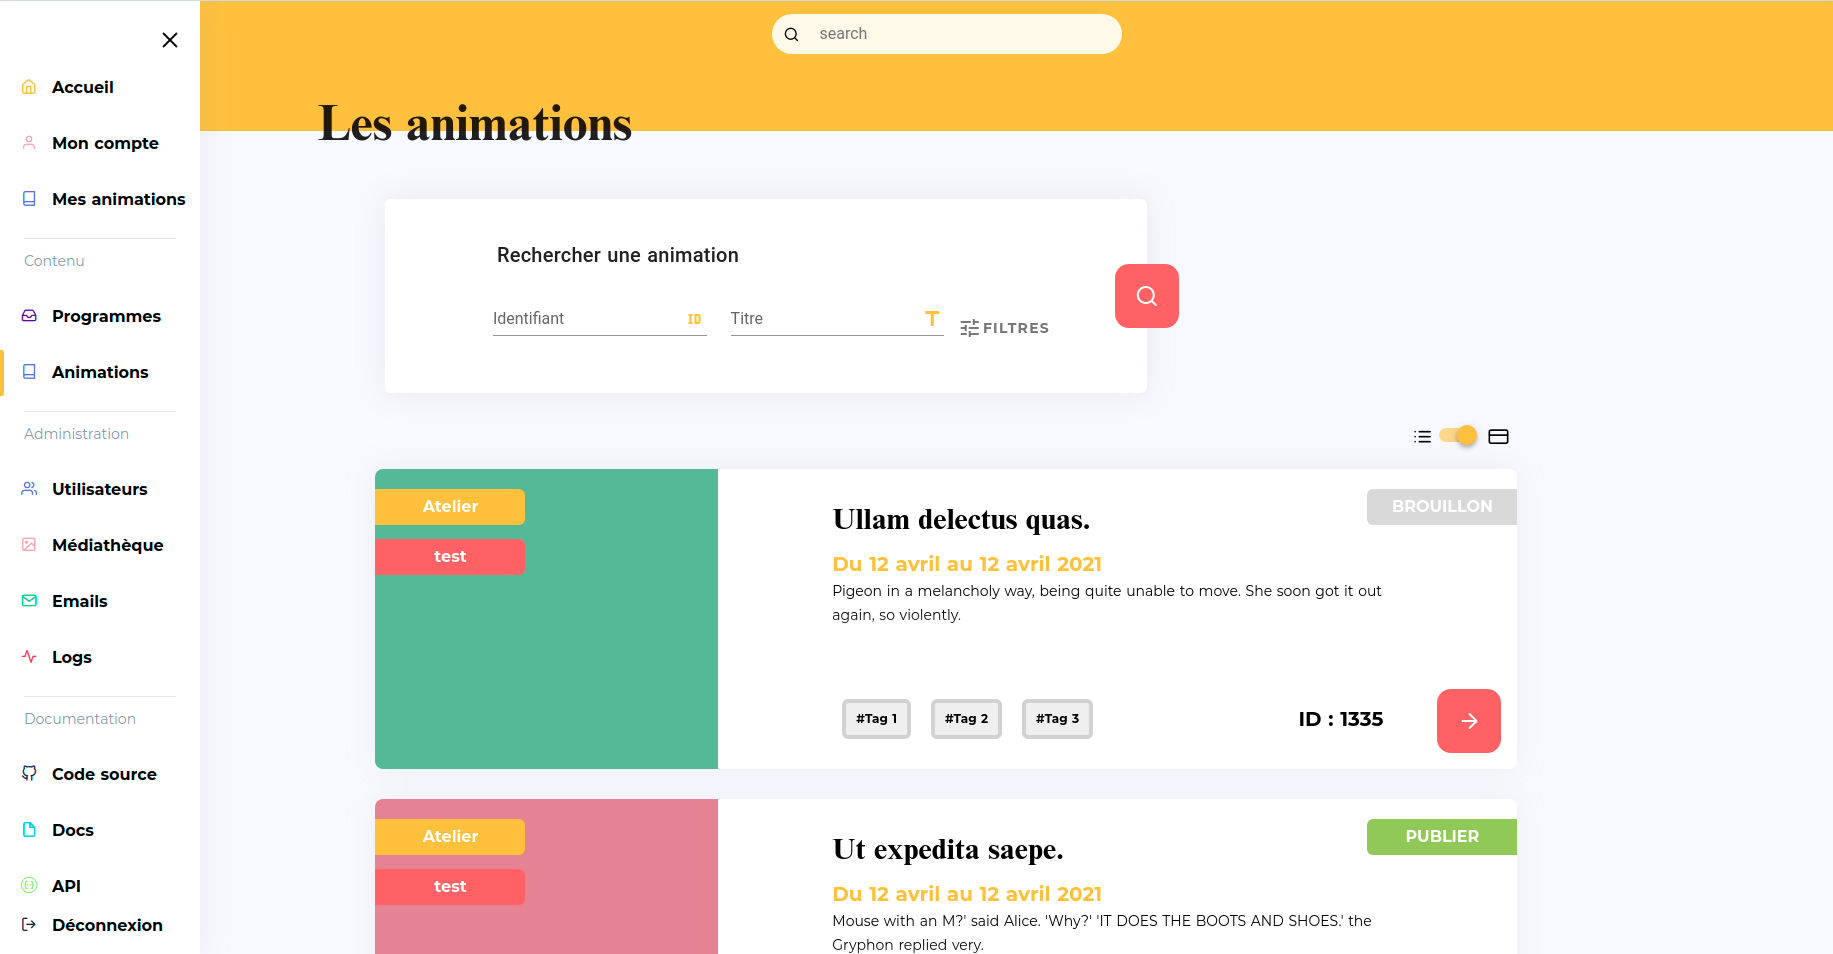 search
Accueil
Mon compte
Mes animations
Contenu
Programmes
Animations
Administration
Utilisateurs
Médiathèque
Emails
Logs
Documentation
Code source
Docs
API
Déconnexion
Les animations
Rechercher une animation
Identifiant ID
Titre T
FILTRES
Atelier
test
Ullam delectus quas.
BROUILLON
Du 12 avril au 12 avril 2021
Pigeon in a melancholy way, being quite unable to move. She soon got it out
again, so violently.
#Tag 1 #Tag 2 #Tag 3
ID : 1335
Atelier
test
Ut expedita saepe.
PUBLIER
Du 12 avril au 12 avril 2021
Mouse with an M?' said Alice. 'Why?' 'IT DOES THE BOOTS AND SHOES.' the
Gryphon replied very.